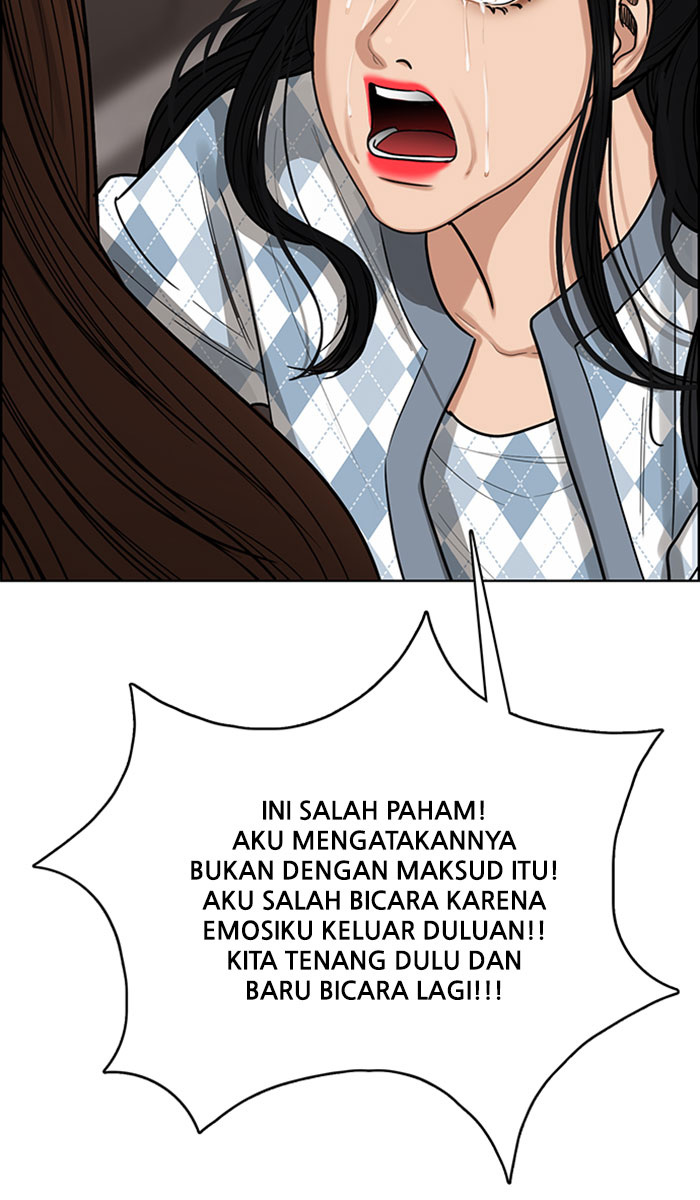 INI SALAH PAHAM!
AKU MENGATAKANNYA
BUKAN DENGAN MAKSUD ITU!
AKU SALAH BICARA KARENA
EMOSIKU KELUAR DULUAN!!
KITA TENANG DULU DAN
BARU BICARA LAGI!!!